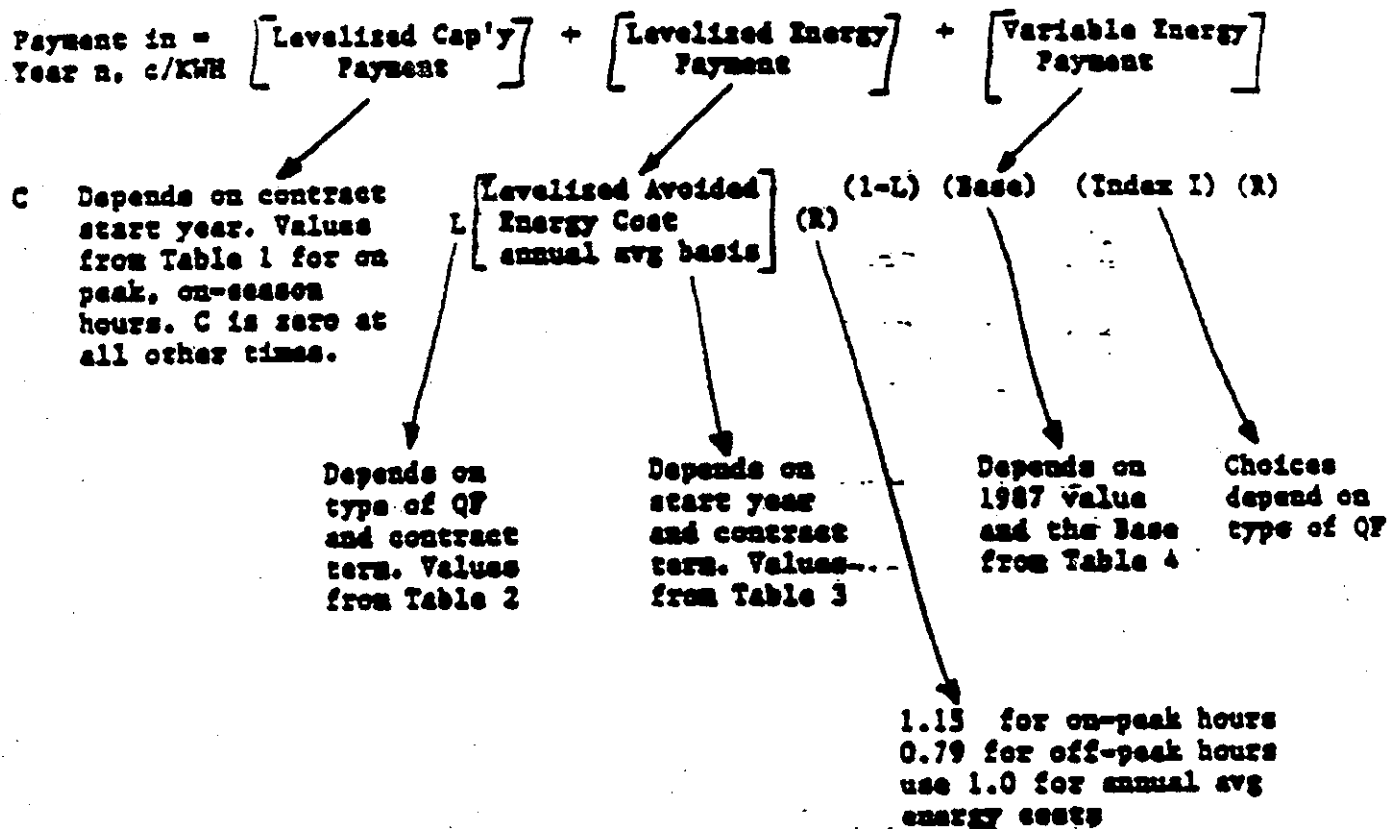 Payment in = [Levelized Cap'y Payment] + [Levelized Energy Payment] + [Variable Energy Payment]
Year n, c/KWH
C Depends on contract
start year. Values
from Table 1 for on
peak, on-season
hours. C is zero at
all other times.
L [Levelized Avoided
Energy Cost
annual avg basis] (R)
(1-L) (Base) (Index I) (R)
Depends on
type of QF
and contract
term. Values
from Table 2
Depends on
start year
and contract
term. Values
from Table 3
Depends on
1987 value
and the Base
from Table 4
Choices
depend on
type of QF
1.15 for on-peak hours
0.79 for off-peak hours
use 1.0 for annual avg
energy costs